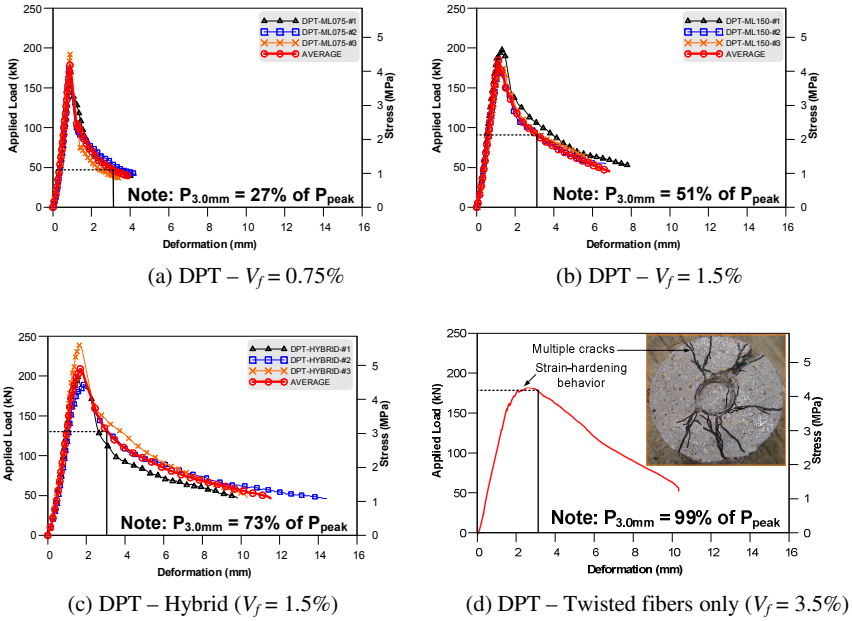 250
200
150
100
50
0
Applied Load (kN)
DPT-ML075-#1
DPT-ML075-#2
DPT-ML075-#3
AVERAGE
5
4
3
2
1
0
Stress (MPa)
Note: P3.0mm = 27% of Ppeak
0 2 4 6 8 10 12 14 16
Deformation (mm)
(a) DPT – Vf = 0.75%
250
200
150
100
50
0
Applied Load (kN)
DPT-ML150-#1
DPT-ML150-#2
DPT-ML150-#3
AVERAGE
5
4
3
2
1
0
Stress (MPa)
Note: P3.0mm = 51% of Ppeak
0 2 4 6 8 10 12 14 16
Deformation (mm)
(b) DPT – Vf = 1.5%
250
200
150
100
50
0
Applied Load (kN)
DPT-HYBRID-#1
DPT-HYBRID-#2
DPT-HYBRID-#3
AVERAGE
5
4
3
2
1
0
Stress (MPa)
Note: P3.0mm = 73% of Ppeak
0 2 4 6 8 10 12 14 16
Deformation (mm)
(c) DPT – Hybrid (Vf = 1.5%)
250
200
150
100
50
0
Applied Load (kN)
Multiple cracks
Strain-hardening
behavior
5
4
3
2
1
0
Stress (MPa)
Note: P3.0mm = 99% of Ppeak
0 2 4 6 8 10 12 14 16
Deformation (mm)
(d) DPT – Twisted fibers only (Vf = 3.5%)